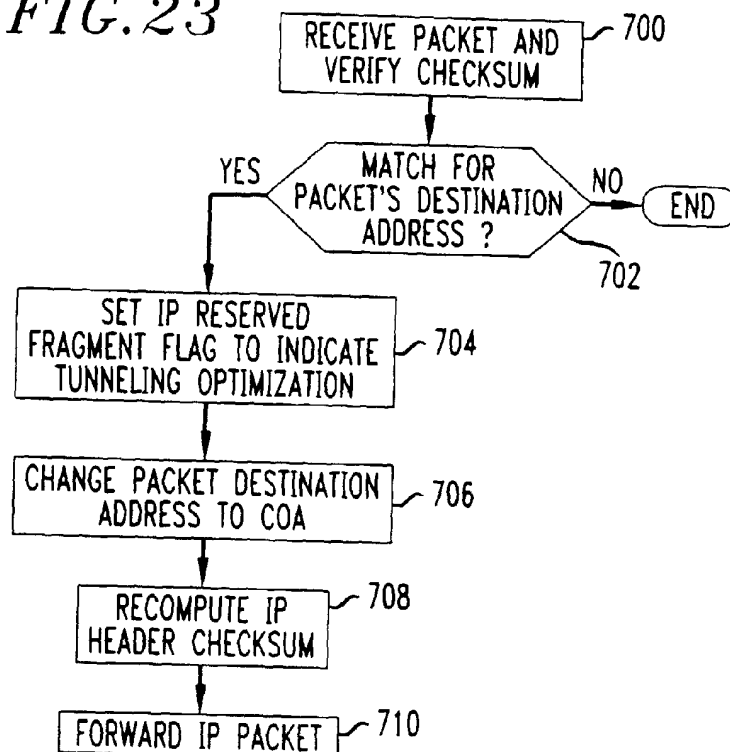 FIG. 23
RECEIVE PACKET AND
VERIFY CHECKSUM
700
MATCH FOR
PACKET'S DESTINATION
ADDRESS ?
702
YES
NO
END
SET IP RESERVED
FRAGMENT FLAG TO INDICATE
TUNNELING OPTIMIZATION
704
CHANGE PACKET DESTINATION
ADDRESS TO COA
706
RECOMPUTE IP
HEADER CHECKSUM
708
FORWARD IP PACKET
710